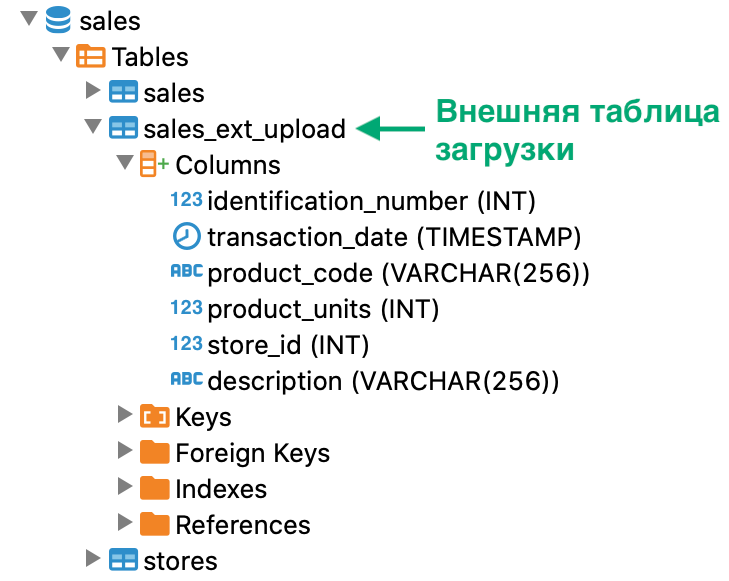 sales
Tables
sales
sales_ext_upload
Внешняя таблица
загрузки
Columns
123 identification_number (INT)
transaction_date (TIMESTAMP)
ABC product_code (VARCHAR(256))
123 product_units (INT)
123 store_id (INT)
ABC description (VARCHAR(256))
Keys
Foreign Keys
Indexes
References
stores